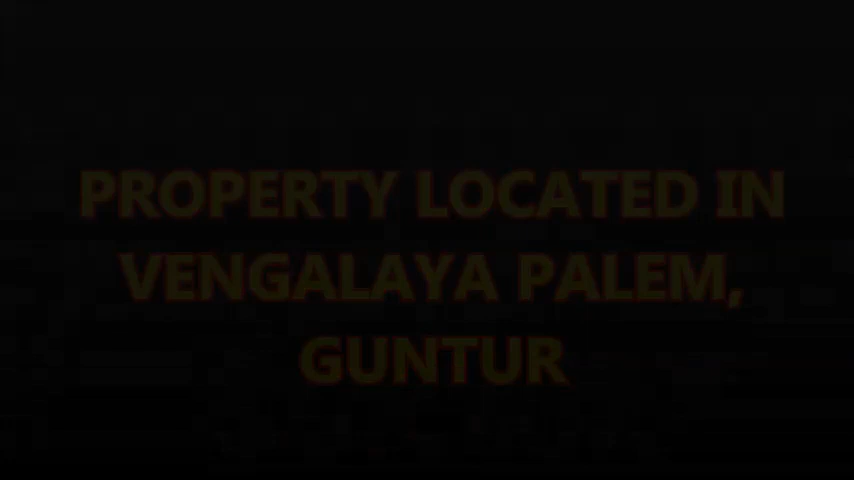 PROPERTY LOCATED IN
VENGALAYA PALEM,
GUNTUR